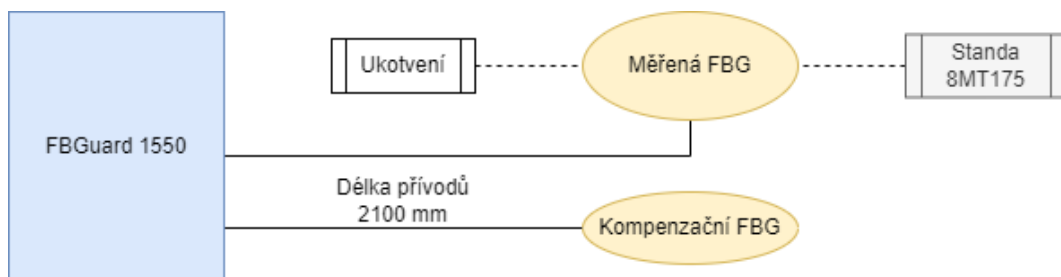 FBGuard 1550
Ukotvení
Měřená FBG
Standa
8MT175
Délka přívodů
2100 mm
Kompenzační FBG